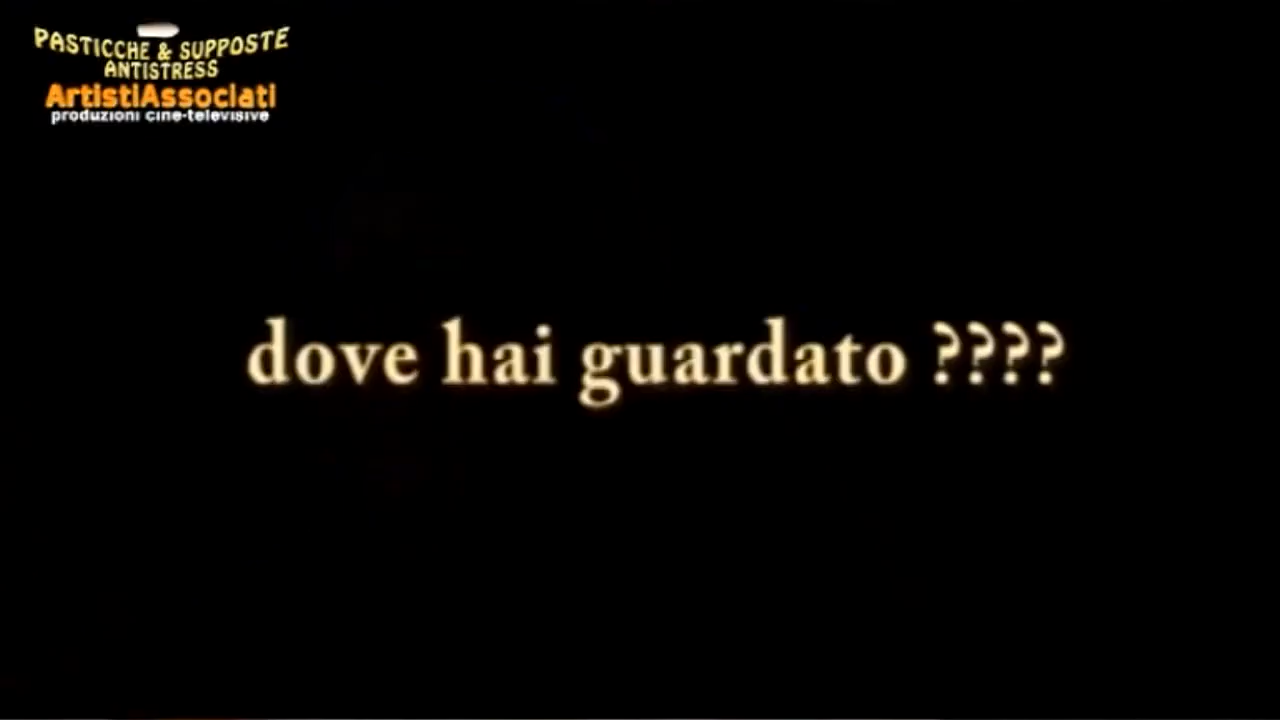 PASTICCHE & SUPPOSTE
ANTISTRESS
ArtistiAssociati
produzioni cine-televisive
dove hai guardato ????